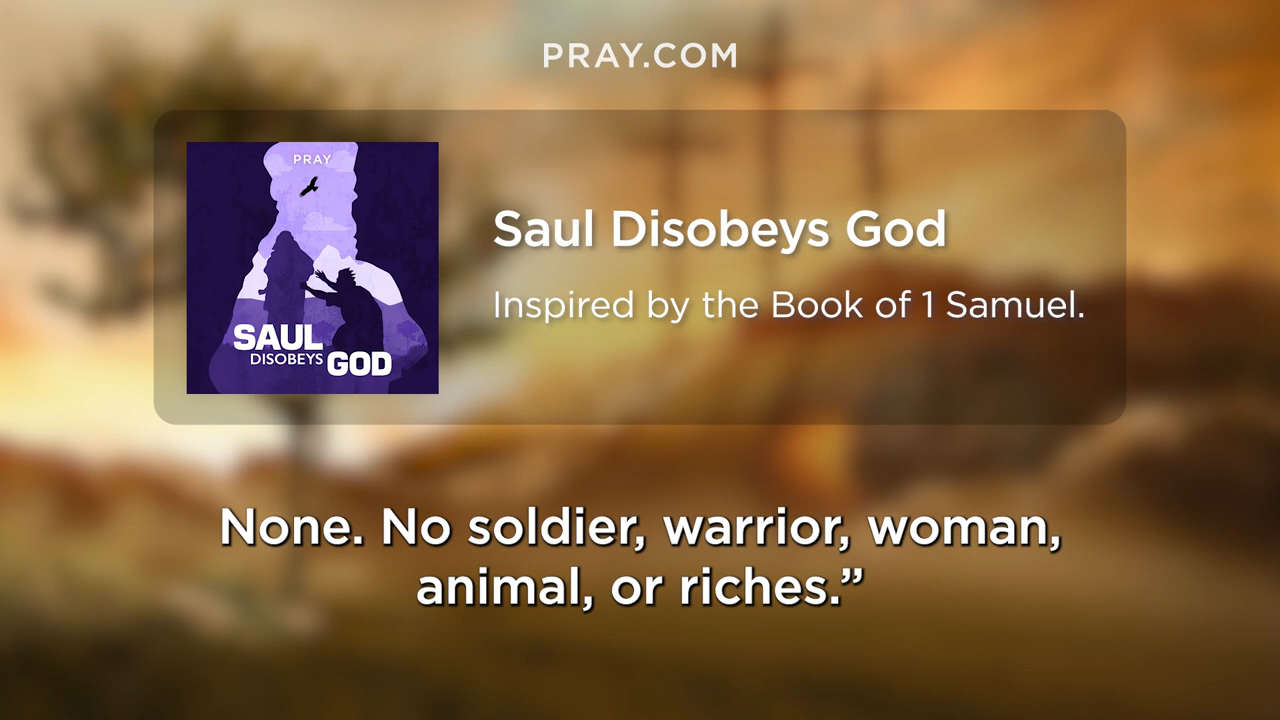 PRAY.COM
PRAY
SAUL
DISOBEYS
GOD
Saul Disobeys God
Inspired by the Book of 1 Samuel.
None. No soldier, warrior, woman,
animal, or riches.”